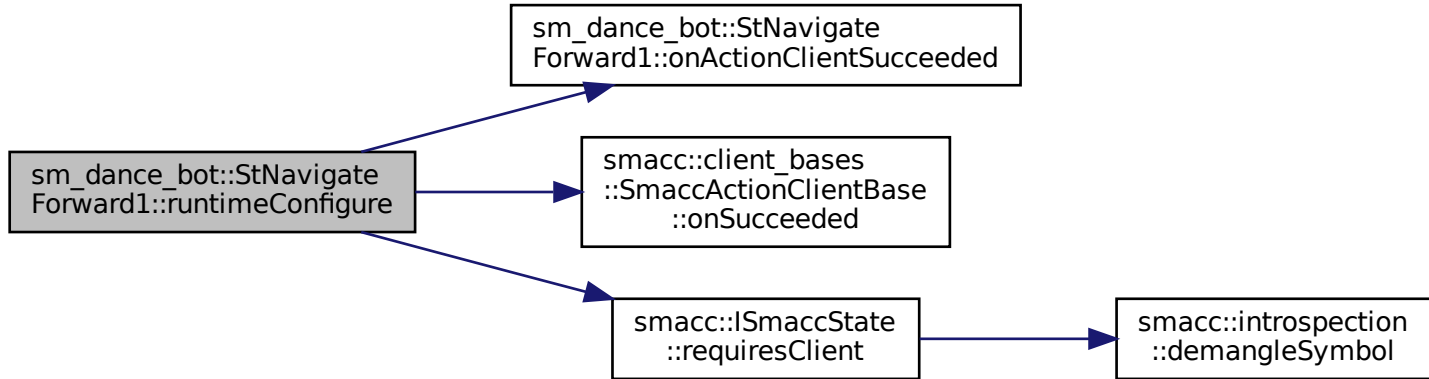 sm_dance_bot::StNavigate
Forward1::runtimeConfigure
sm_dance_bot::StNavigate
Forward1::onActionClientSucceeded
smacc::client_bases
::SmaccActionClientBase
::onSucceeded
smacc::ISmaccState
::requiresClient
smacc::introspection
::demangleSymbol